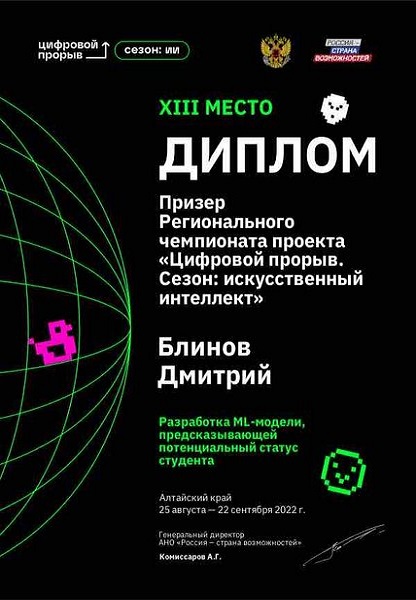 цифровой
прорыв
сезон: ии
РОССИЯ –
СТРАНА
ВОЗМОЖНОСТЕЙ
XIII МЕСТО
ДИПЛОМ
Призер
Регионального
чемпионата проекта
«Цифровой прорыв.
Сезон: искусственный
интеллект»
Блинов
Дмитрий
Разработка ML-модели,
предсказывающей
потенциальный статус
студента
Алтайский край
25 августа — 22 сентября 2022 г.
Генеральный директор
АНО «Россия – страна возможностей»
Комиссаров А.Г.